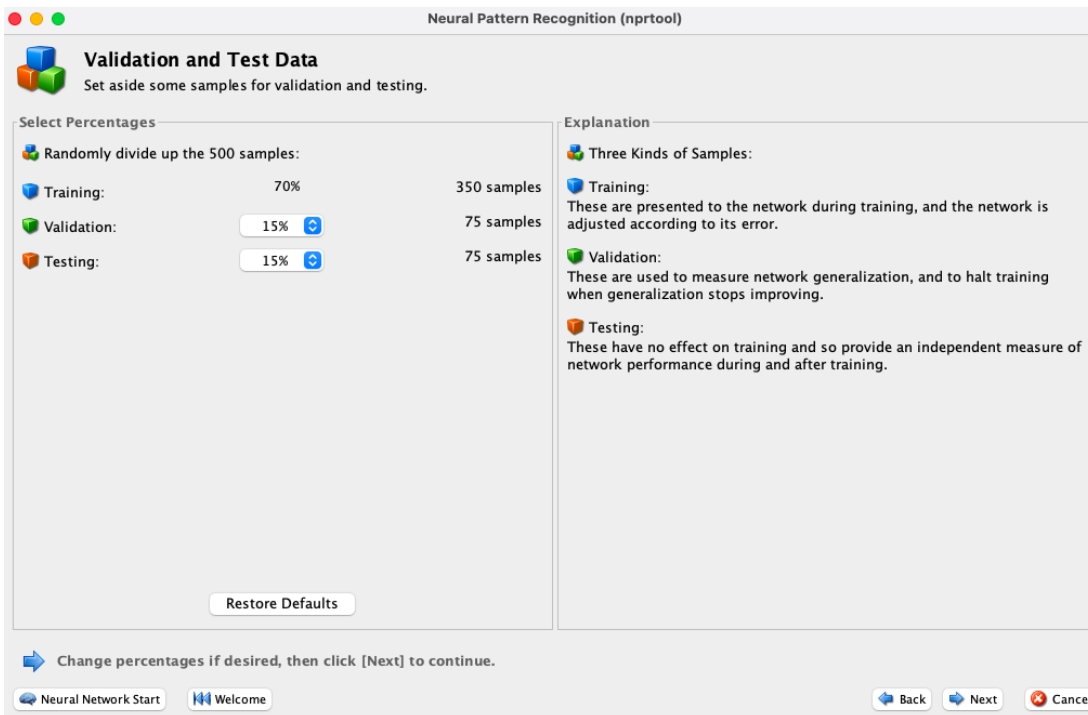 Neural Pattern Recognition (nprtool)
Validation and Test Data
Set aside some samples for validation and testing.
Select Percentages
Randomly divide up the 500 samples:
Training: 70% 350 samples
Validation: 15% 75 samples
Testing: 15% 75 samples
Restore Defaults
Explanation
Three Kinds of Samples:
Training:
These are presented to the network during training, and the network is
adjusted according to its error.
Validation:
These are used to measure network generalization, and to halt training
when generalization stops improving.
Testing:
These have no effect on training and so provide an independent measure of
network performance during and after training.
Change percentages if desired, then click [Next] to continue.
Neural Network Start Welcome Back Next Cance